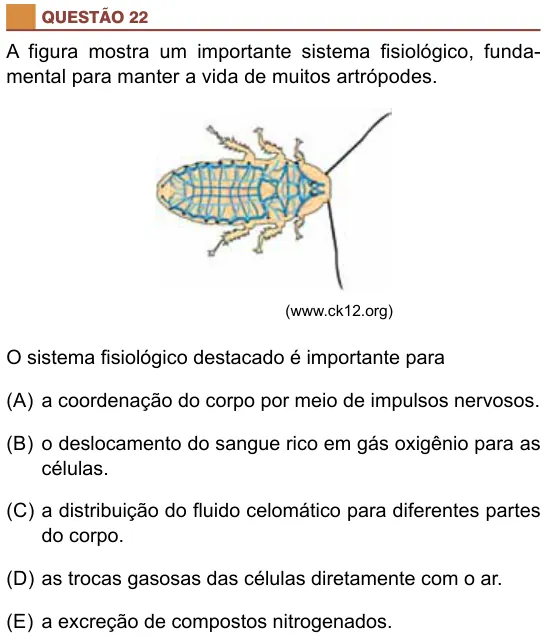 QUESTÃO 22
A figura mostra um importante sistema fisiológico, funda-
mental para manter a vida de muitos artrópodes.
(www.ck12.org)
O sistema fisiológico destacado é importante para
(A) a coordenação do corpo por meio de impulsos nervosos.
(B) o deslocamento do sangue rico em gás oxigênio para as
células.
(C) a distribuição do fluido celomático para diferentes partes
do corpo.
(D) as trocas gasosas das células diretamente com o ar.
(E) a excreção de compostos nitrogenados.